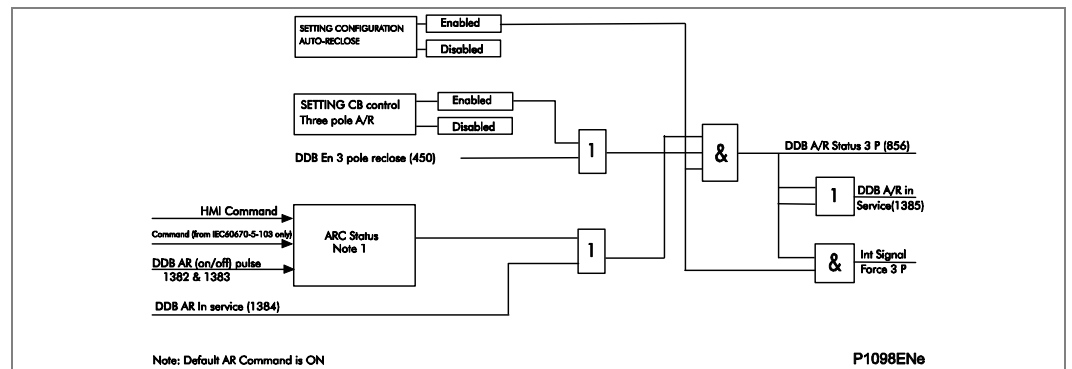 SETTING CONFIGURATION
AUTO-RECLOSE
Enabled
Disabled
SETTING CB control
Three pole A/R
Enabled
Disabled
DDB En 3 pole reclose (450)
1
&
DDB A/R Status 3 P (856)
1
DDB A/R in
Service(1385)
HMI Command
Command (from IEC60670-5-103 only)
DDB AR (on/off) pulse
1382 & 1383
ARC Status
Note 1
1
&
Int Signal
Force 3 P
DDB AR In service (1384)
Note: Default AR Command is ON
P1098ENe